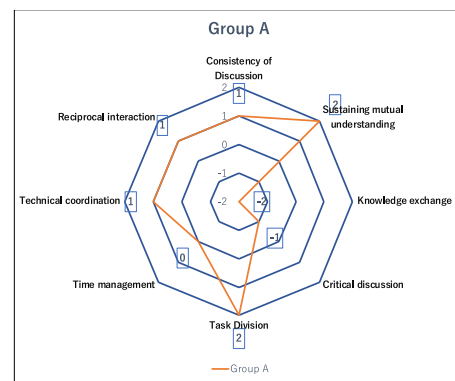 Group A
Consistency of
Discussion
2
1
2
Sustaining mutual
understanding
Reciprocal interaction
1
1
0
-1
Technical coordination
1
-2
-2
Knowledge exchange
-1
0
Time management
Critical discussion
Task Division
2
Group A